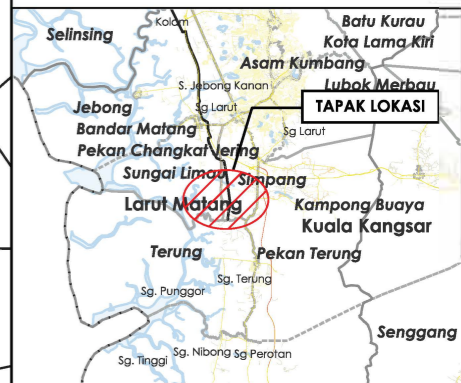 Batu Kurau
Kota Lama Kiri
Selinsing
Kolam
Asam Kumbang
S. Jebong Kanan
Lubok Merbau
Jebong
Sg Larut
TAPAK LOKASI
Bandar Matang
Sg Larut
Pekan Changkat Jering
Sungai Limau
Simpang
Larut Matang
Kampong Buaya
Kuala Kangsar
Terung
Pekan Terung
Sg. Terung
Sg. Punggor
Senggang
Sg. Nibong
Sg Perotan
Sg. Tinggi